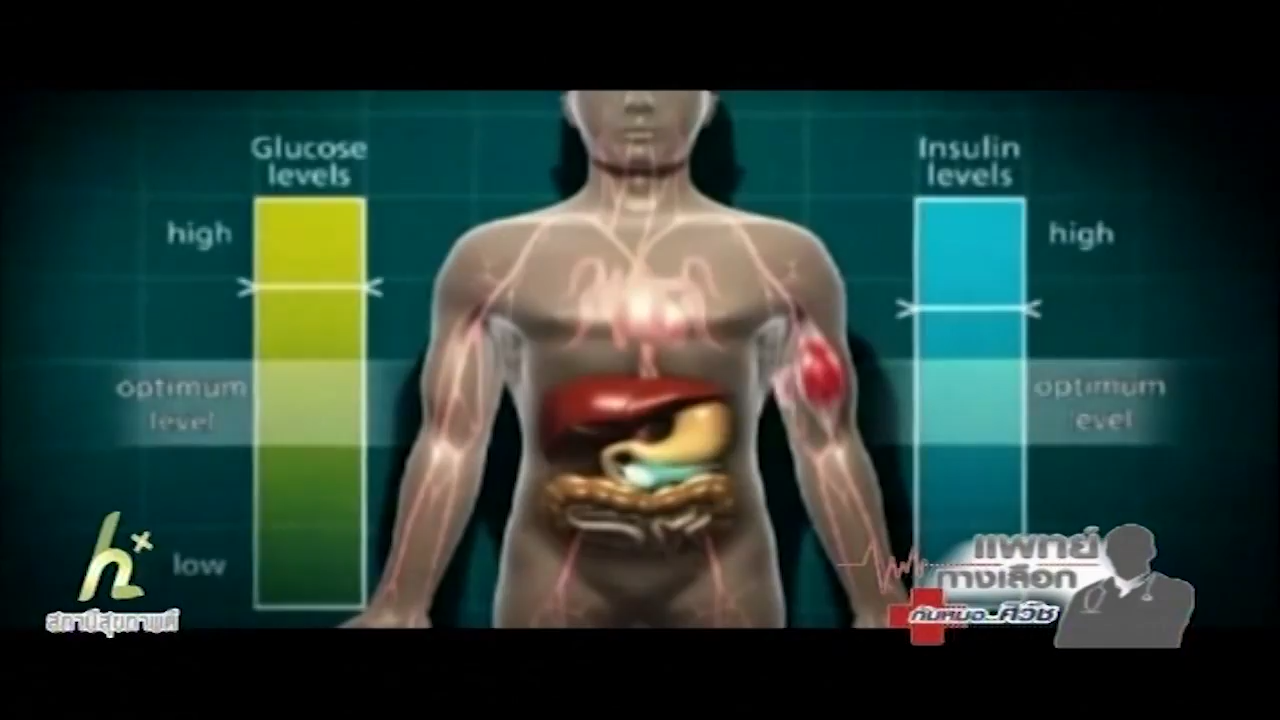 Glucose
levels
Insulin
levels
high
high
optimum
level
optimum
level
low
แพทย์
ทางเลือก
กับหมอ..ศิวัช
h+
สถานีสุขภาพดี